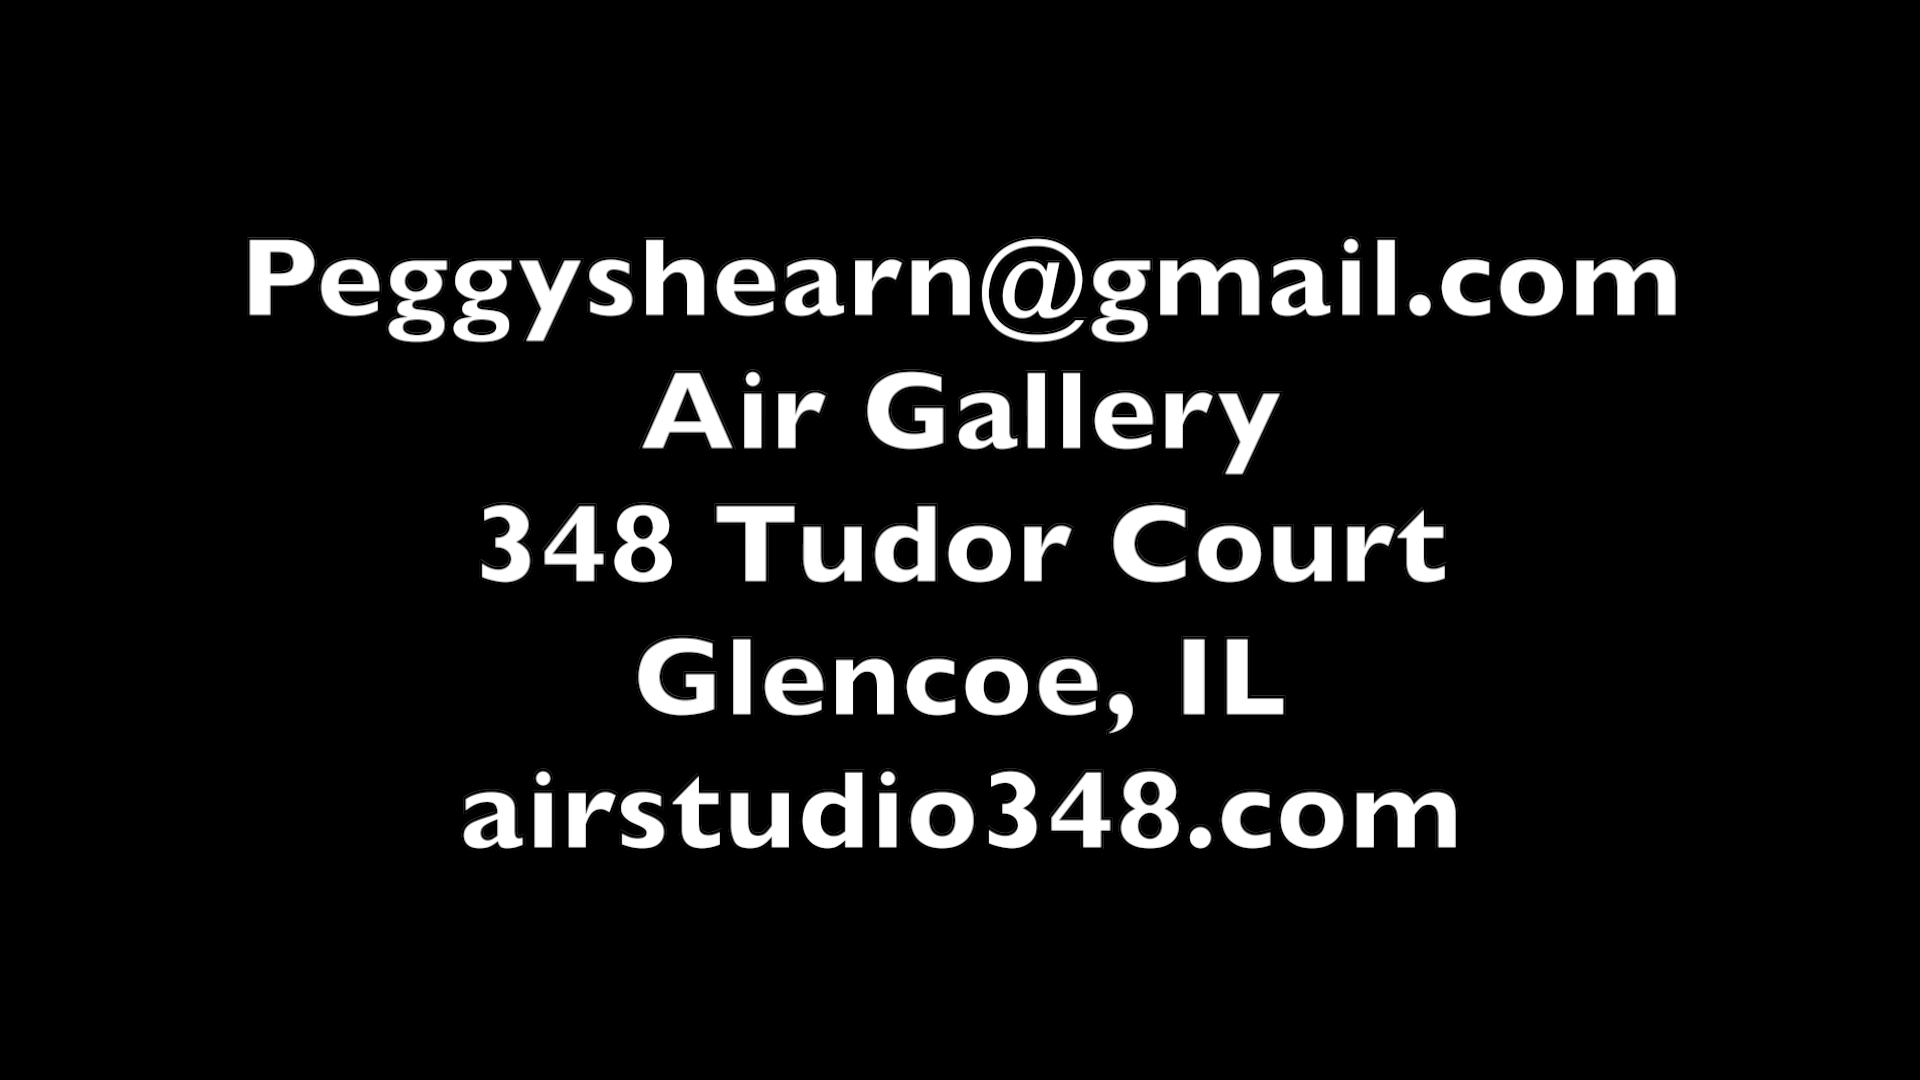 Peggyshearn@gmail.com
Air Gallery
348 Tudor Court
Glencoe, IL
airstudio348.com